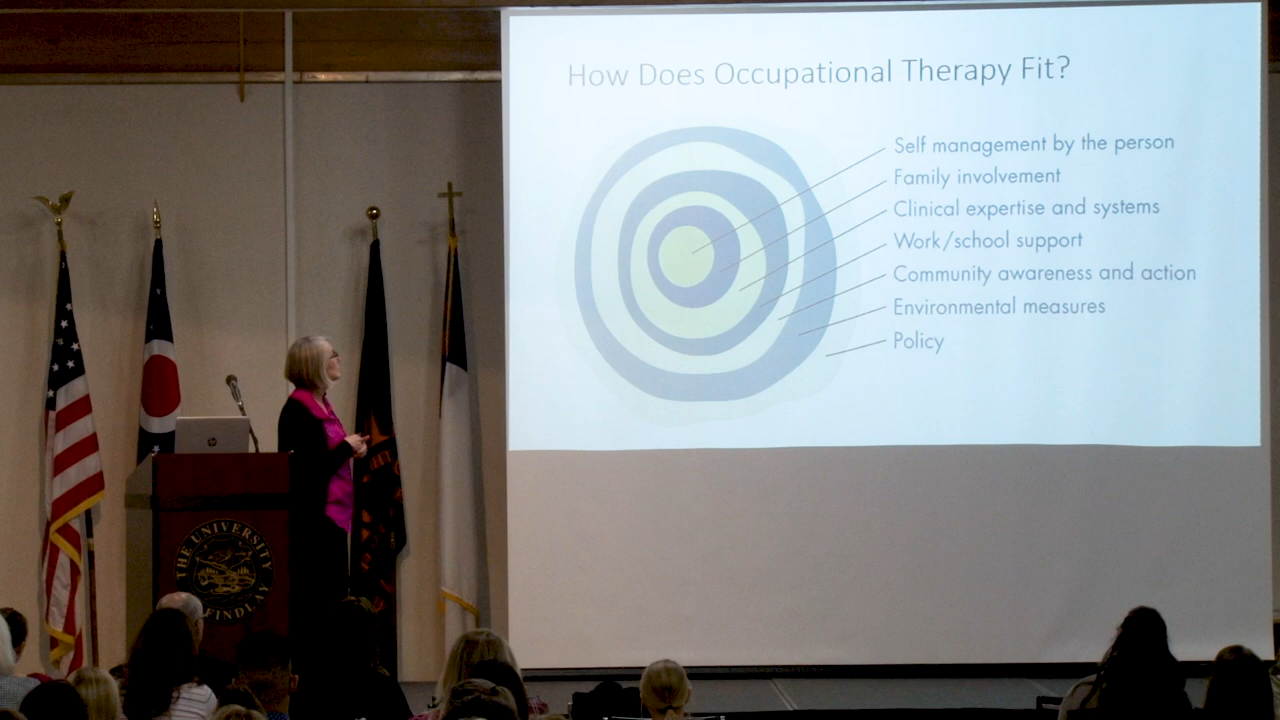 How Does Occupational Therapy Fit?
Self management by the person
Family involvement
Clinical expertise and systems
Work/school support
Community awareness and action
Environmental measures
Policy
hp
THE UNIVERSITY
FINDLAY